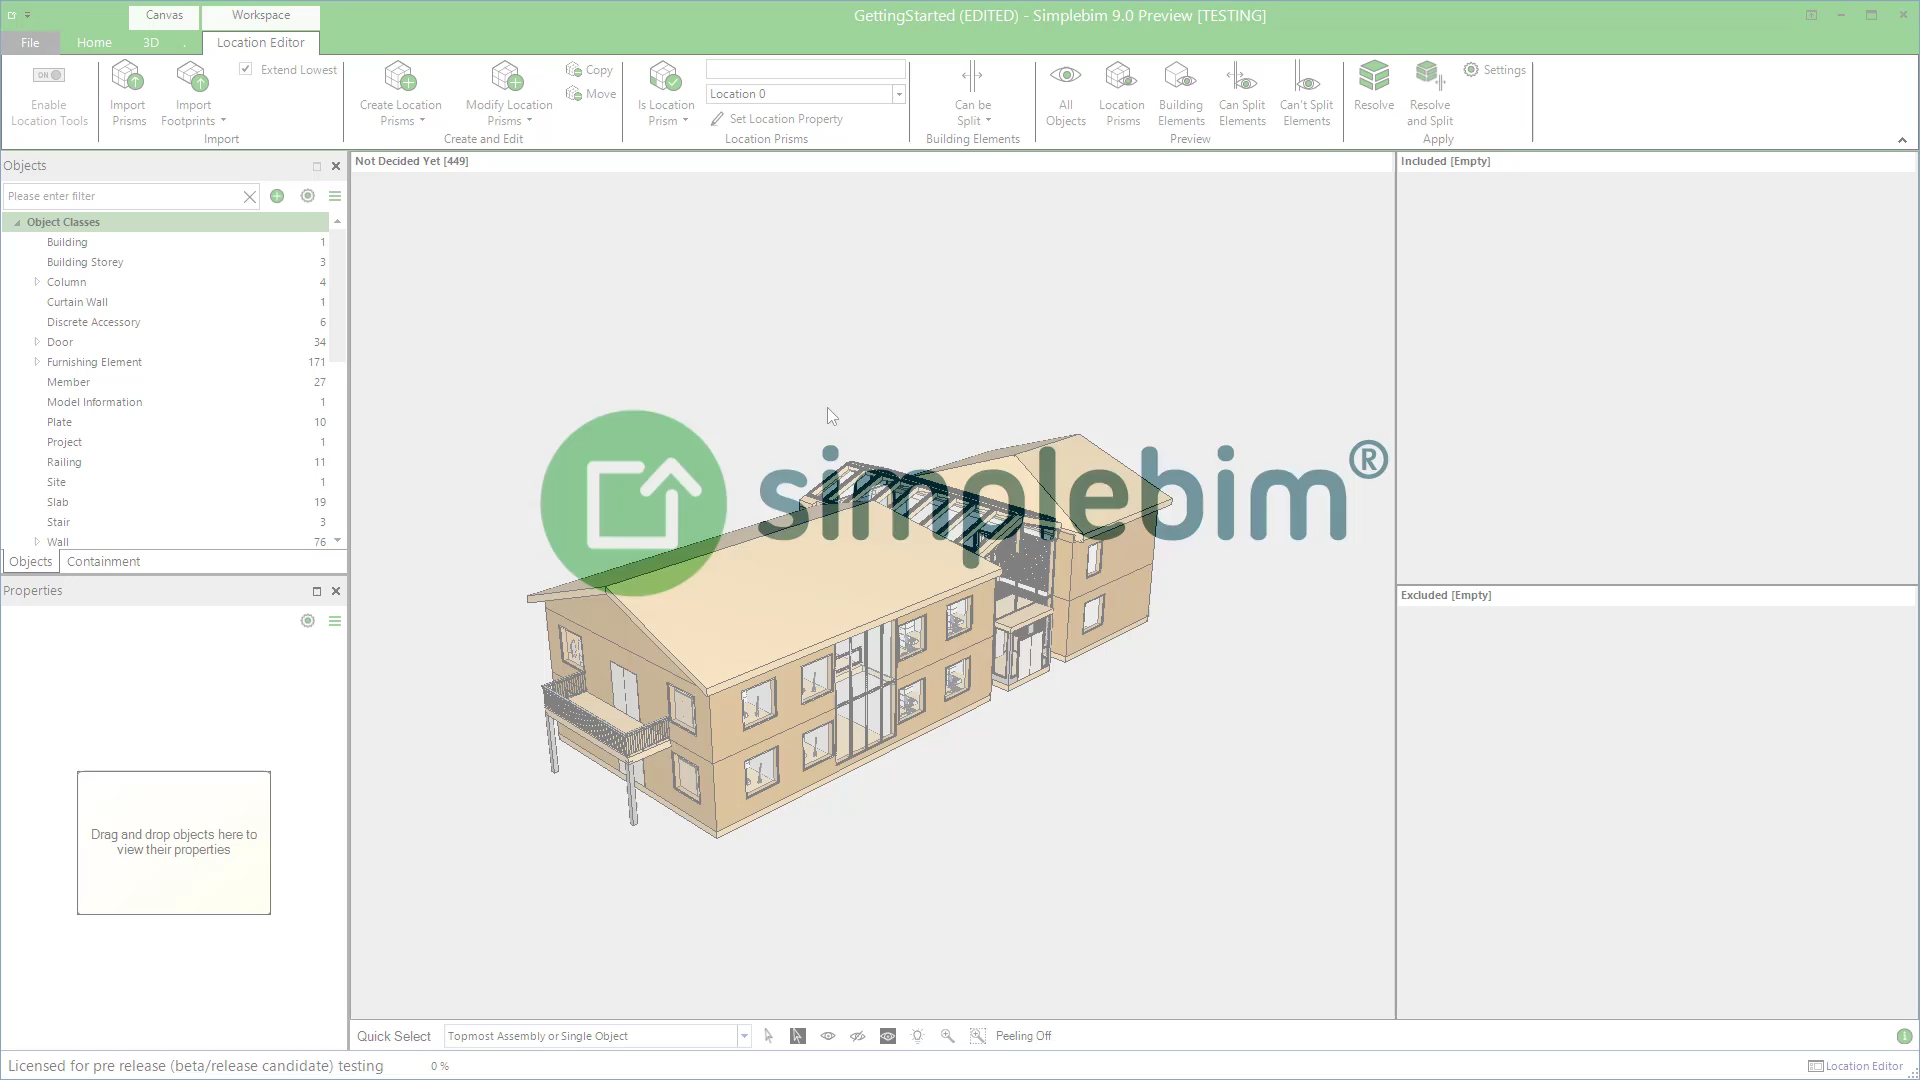 Canvas
Workspace
GettingStarted (EDITED) - Simplebim 9.0 Preview [TESTING]
File
Home
3D
.
Location Editor
ON
Enable
Location Tools
Import
Prisms
Import
Footprints
Extend Lowest
Import
Create Location
Prisms
Modify Location
Prisms
Copy
Move
Create and Edit
Is Location
Prism
Location 0
Set Location Property
Location Prisms
Can be
Split
Building Elements
All
Objects
Location
Prisms
Building
Elements
Can Split
Elements
Can't Split
Elements
Preview
Resolve
Resolve
and Split
Settings
Apply
Objects
Please enter filter
Object Classes
Building 1
Building Storey 3
Column 4
Curtain Wall 1
Discrete Accessory 6
Door 34
Furnishing Element 171
Member 27
Model Information 1
Plate 10
Project 1
Railing 11
Site 1
Slab 19
Stair 3
Wall 76
Objects
Containment
Properties
Drag and drop objects here to
view their properties
Not Decided Yet [449]
simplebim®
Included [Empty]
Excluded [Empty]
Quick Select
Topmost Assembly or Single Object
Peeling Off
Licensed for pre release (beta/release candidate) testing
0 %
Location Editor